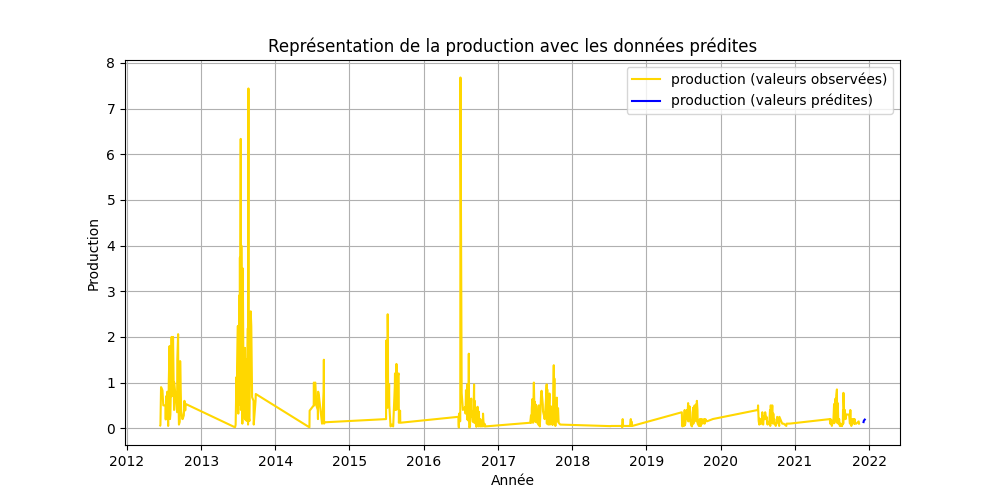 Représentation de la production avec les données prédites
production (valeurs observées)
production (valeurs prédites)
Production
8
7
6
5
4
3
2
1
0
2012 2013 2014 2015 2016 2017 2018 2019 2020 2021 2022
Année